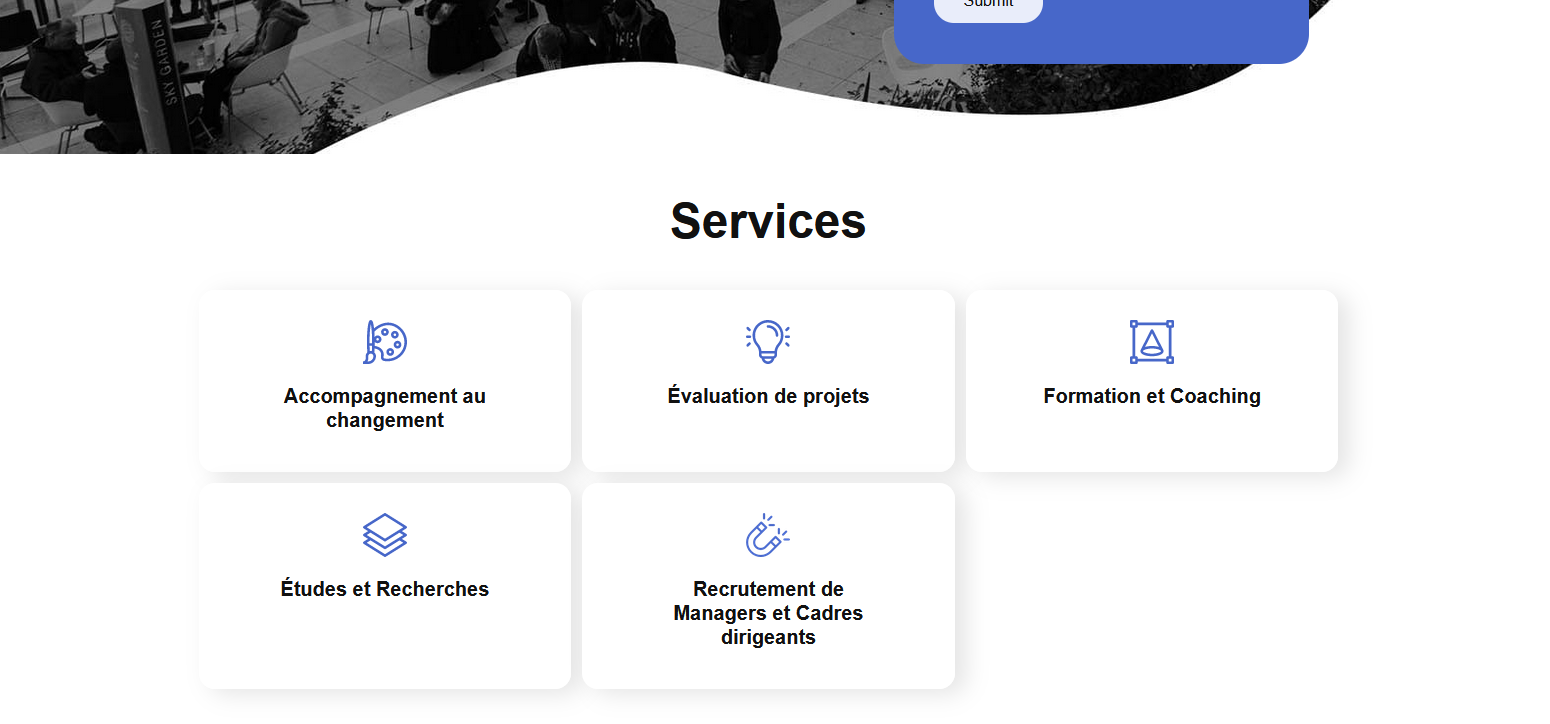 Submit
SKY GARDEN
Services
Accompagnement au
changement
Évaluation de projets
Formation et Coaching
Études et Recherches
Recrutement de
Managers et Cadres
dirigeants